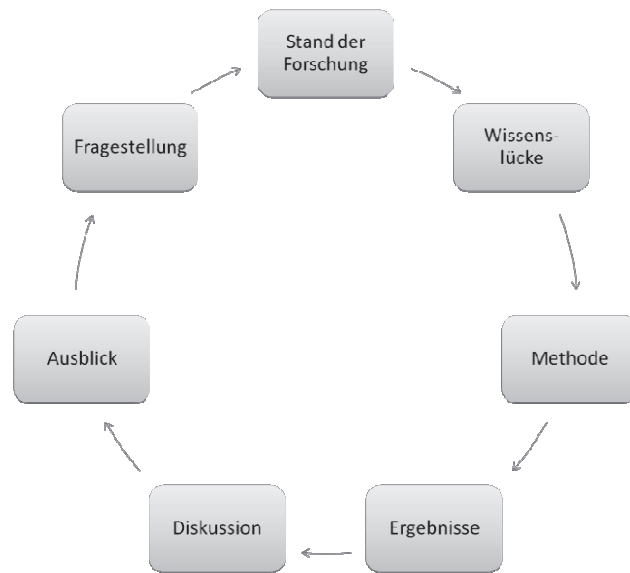 Stand der
Forschung
Wissens-
lücke
Methode
Ergebnisse
Diskussion
Ausblick
Fragestellung